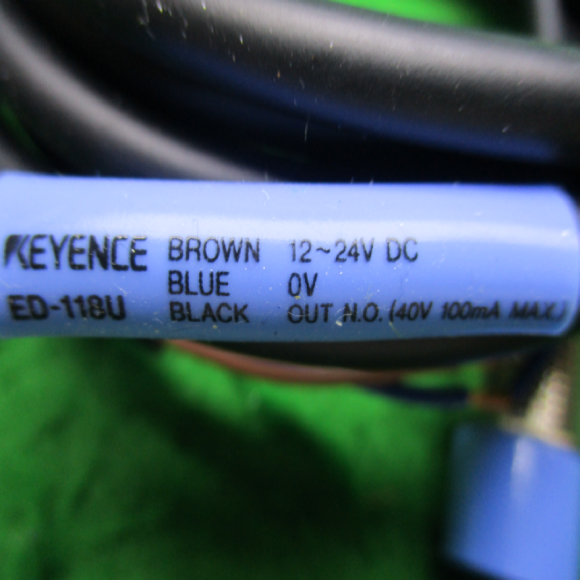 KEYENCE BROWN 12~24V DC
BLUE 0V
ED-118U BLACK OUT N.O. (40V 100mA MAX.)